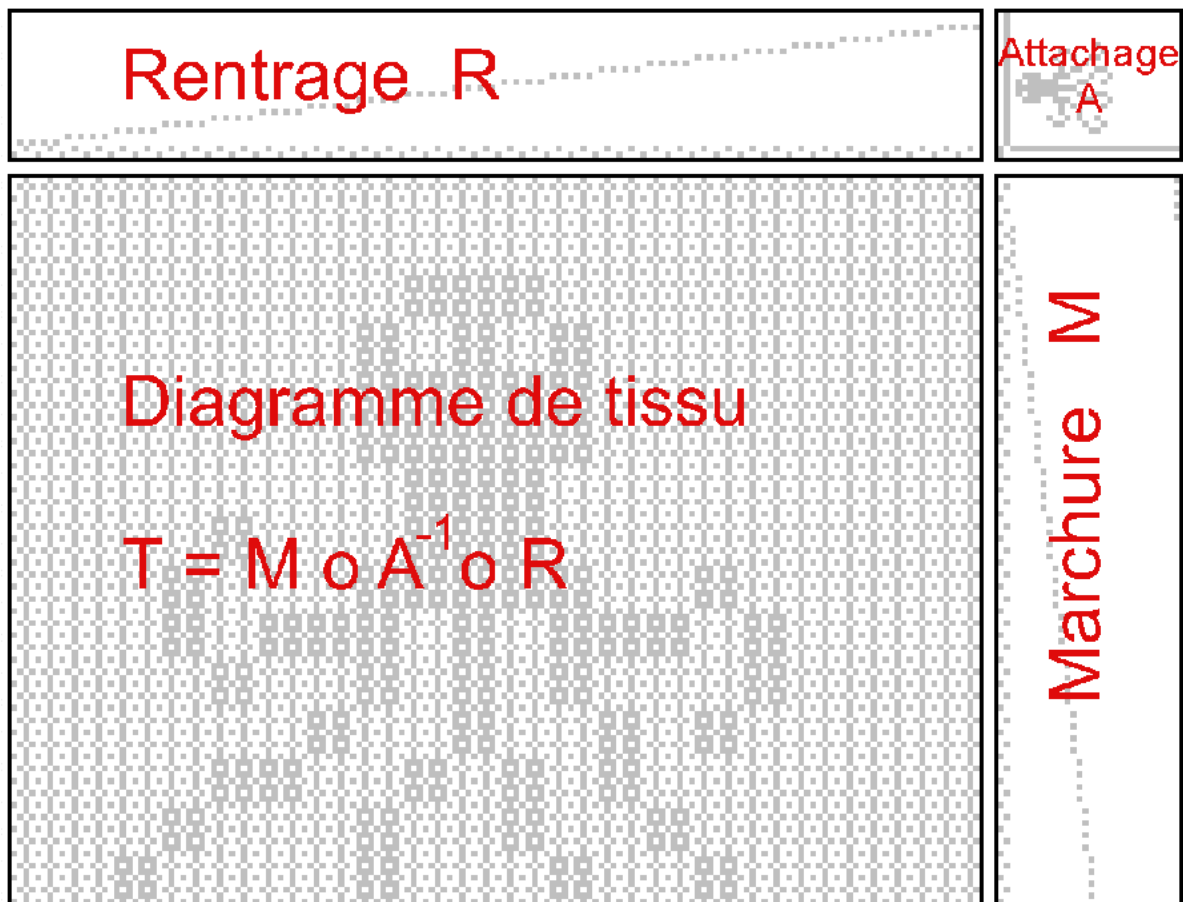 Rentrage R
Attachage
A
Diagramme de tissu
T = M o A⁻¹ o R
Marchure M